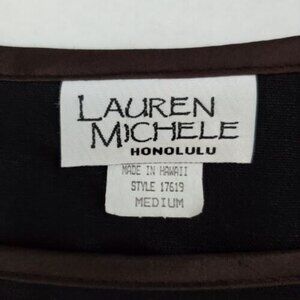 LAUREN
MICHELE
HONOLULU
MADE IN HAWAII
STYLE 17619
MEDIUM